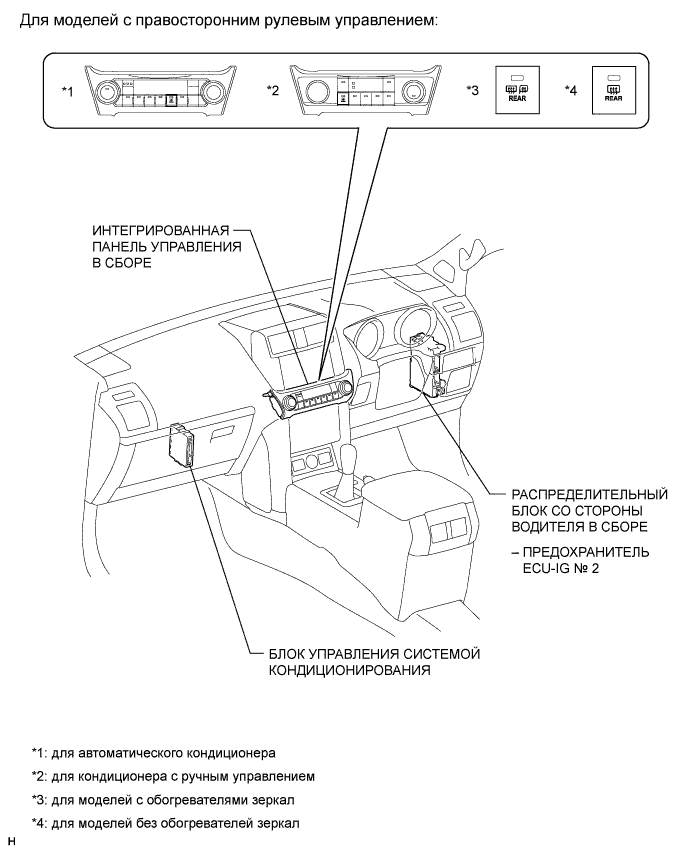 Для моделей с правосторонним рулевым управлением:
*1
*2
*3
REAR
*4
REAR
ИНТЕГРИРОВАННАЯ
ПАНЕЛЬ УПРАВЛЕНИЯ
В СБОРЕ
РАСПРЕДЕЛИТЕЛЬНЫЙ
БЛОК СО СТОРОНЫ
ВОДИТЕЛЯ В СБОРЕ
– ПРЕДОХРАНИТЕЛЬ
ECU-IG № 2
БЛОК УПРАВЛЕНИЯ СИСТЕМОЙ
КОНДИЦИОНИРОВАНИЯ
*1: для автоматического кондиционера
*2: для кондиционера с ручным управлением
*3: для моделей с обогревателями зеркал
*4: для моделей без обогревателей зеркал
H